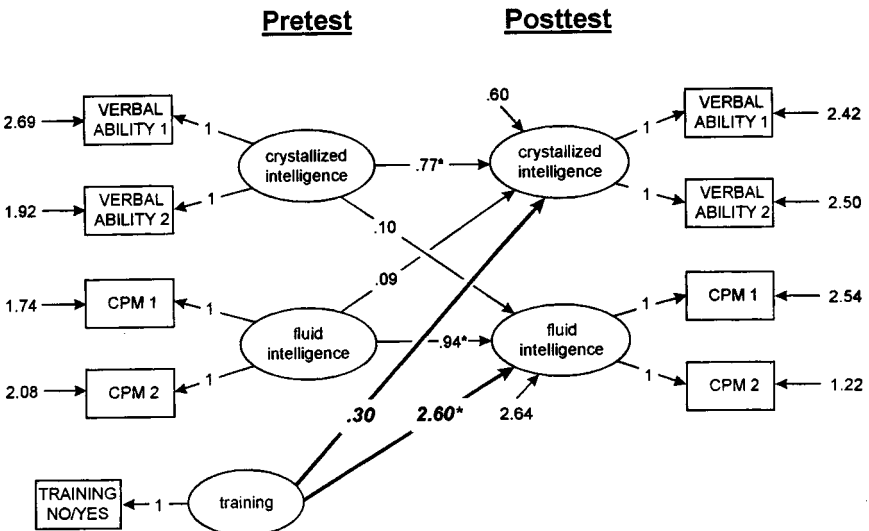 Pretest
Posttest
2.69
VERBAL
ABILITY 1
1
crystallized
intelligence
.77*
.60
crystallized
intelligence
1
VERBAL
ABILITY 1
2.42
1.92
VERBAL
ABILITY 2
1
.10
1
VERBAL
ABILITY 2
2.50
.09
1.74
CPM 1
1
fluid
intelligence
.94*
fluid
intelligence
1
CPM 1
2.54
2.08
CPM 2
1
1
CPM 2
1.22
.30
2.60*
2.64
TRAINING
NO/YES
1
training